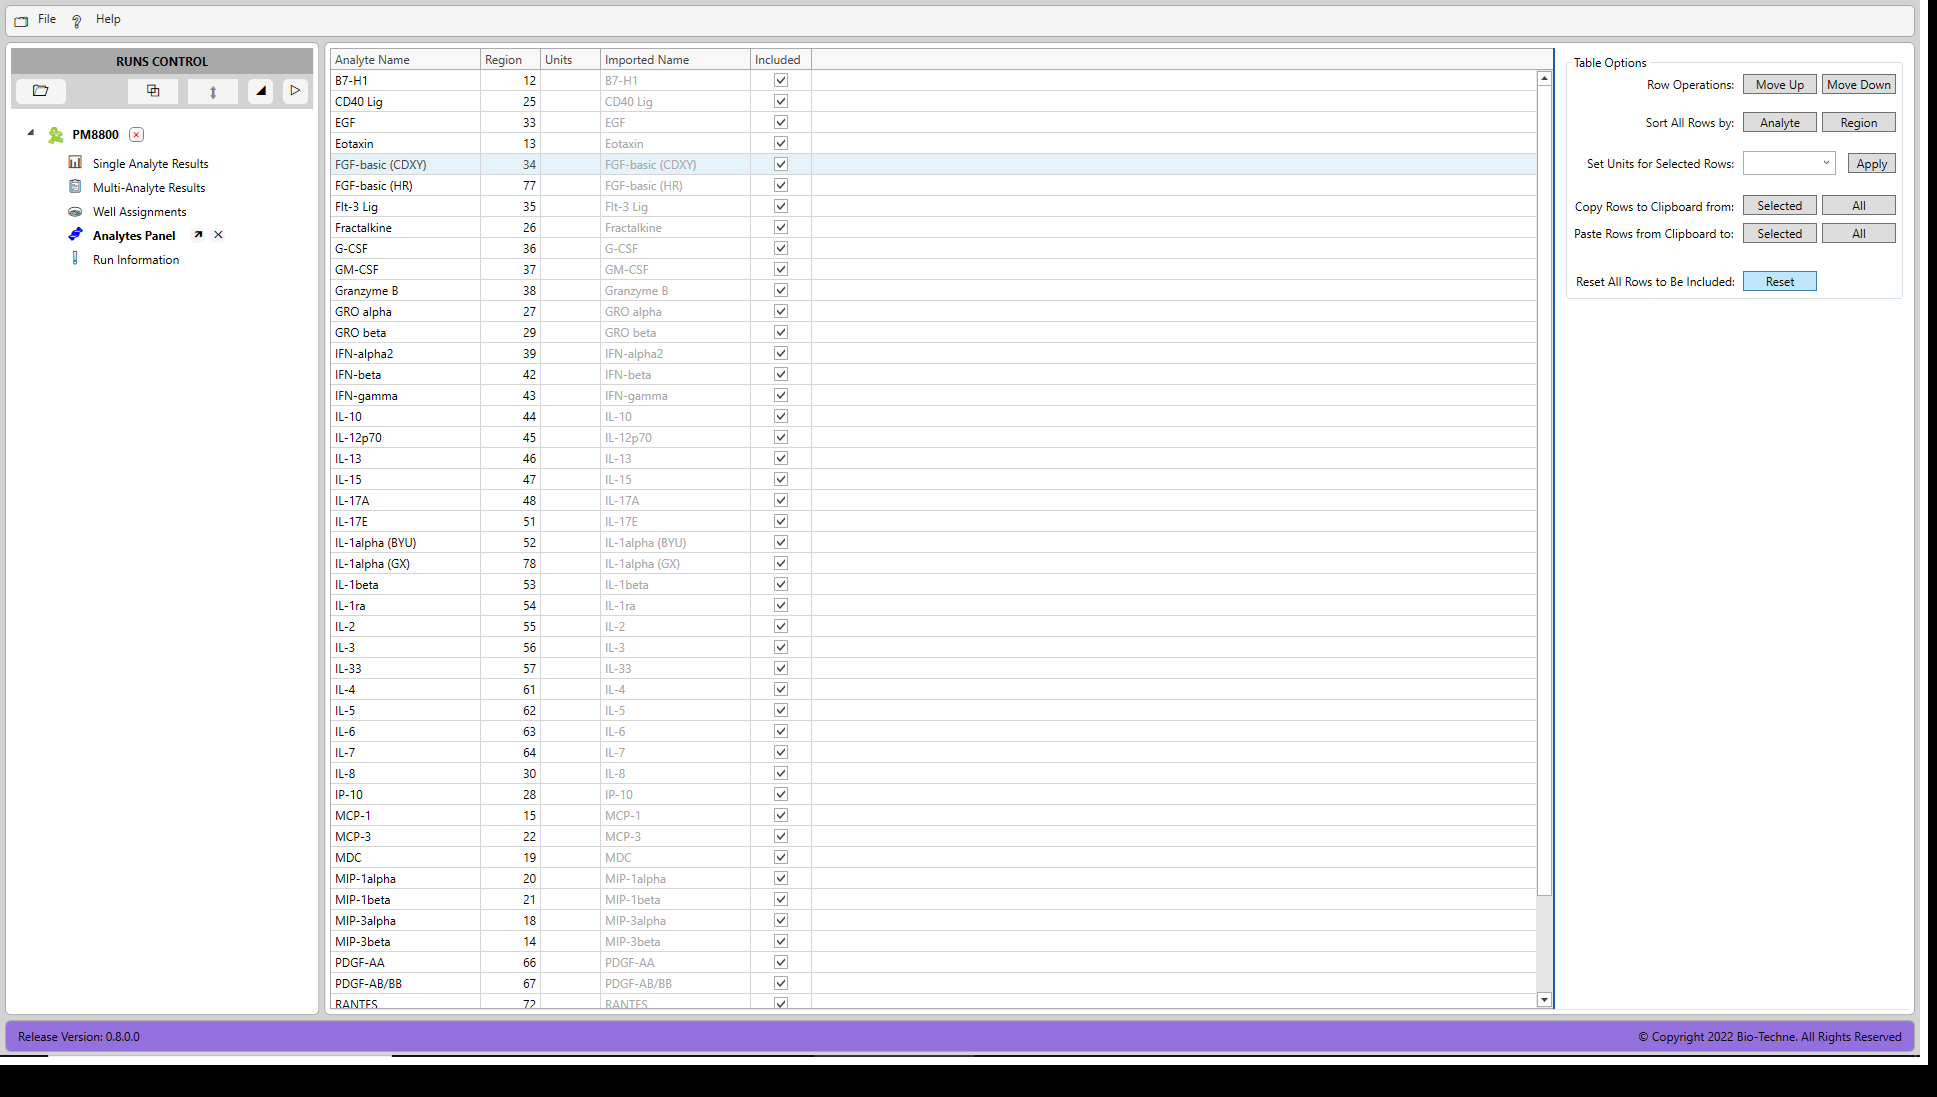 File Help
RUNS CONTROL
PM8800
Single Analyte Results
Multi-Analyte Results
Well Assignments
Analytes Panel
Run Information
Analyte Name Region Units Imported Name Included
B7-H1 12 B7-H1
CD40 Lig 25 CD40 Lig
EGF 33 EGF
Eotaxin 13 Eotaxin
FGF-basic (CDXY) 34 FGF-basic (CDXY)
FGF-basic (HR) 77 FGF-basic (HR)
Flt-3 Lig 35 Flt-3 Lig
Fractalkine 26 Fractalkine
G-CSF 36 G-CSF
GM-CSF 37 GM-CSF
Granzyme B 38 Granzyme B
GRO alpha 27 GRO alpha
GRO beta 29 GRO beta
IFN-alpha2 39 IFN-alpha2
IFN-beta 42 IFN-beta
IFN-gamma 43 IFN-gamma
IL-10 44 IL-10
IL-12p70 45 IL-12p70
IL-13 46 IL-13
IL-15 47 IL-15
IL-17A 48 IL-17A
IL-17E 51 IL-17E
IL-1alpha (BYU) 52 IL-1alpha (BYU)
IL-1alpha (GX) 78 IL-1alpha (GX)
IL-1beta 53 IL-1beta
IL-1ra 54 IL-1ra
IL-2 55 IL-2
IL-3 56 IL-3
IL-33 57 IL-33
IL-4 61 IL-4
IL-5 62 IL-5
IL-6 63 IL-6
IL-7 64 IL-7
IL-8 30 IL-8
IP-10 28 IP-10
MCP-1 15 MCP-1
MCP-3 22 MCP-3
MDC 19 MDC
MIP-1alpha 20 MIP-1alpha
MIP-1beta 21 MIP-1beta
MIP-3alpha 18 MIP-3alpha
MIP-3beta 14 MIP-3beta
PDGF-AA 66 PDGF-AA
PDGF-AB/BB 67 PDGF-AB/BB
RANTES 72 RANTES
Table Options
Row Operations: Move Up Move Down
Sort All Rows by: Analyte Region
Set Units for Selected Rows: Apply
Copy Rows to Clipboard from: Selected All
Paste Rows from Clipboard to: Selected All
Reset All Rows to Be Included: Reset
Release Version: 0.8.0.0
© Copyright 2022 Bio-Techne. All Rights Reserved